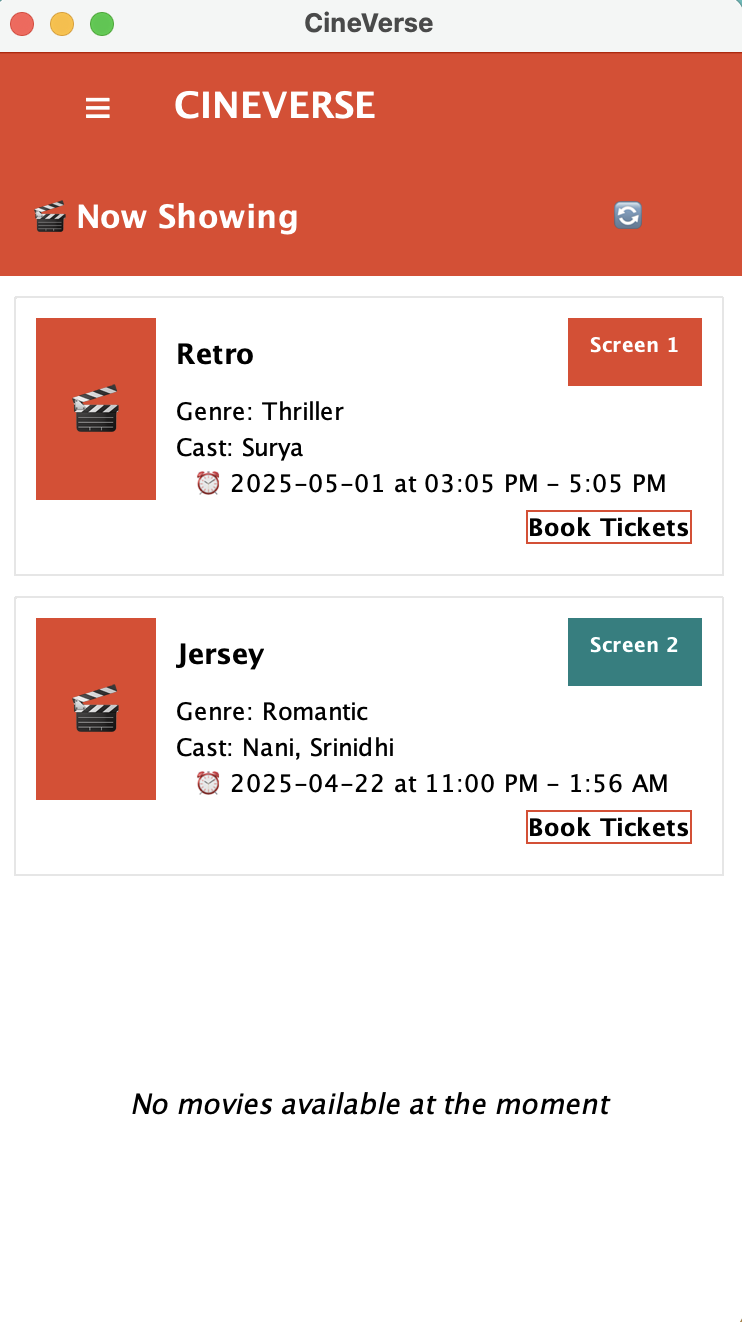 CineVerse
≡ CINEVERSE
🎬 Now Showing 🔄
Retro
Screen 1
Genre: Thriller
Cast: Surya
⏰ 2025-05-01 at 03:05 PM - 5:05 PM
Book Tickets
Jersey
Screen 2
Genre: Romantic
Cast: Nani, Srinidhi
⏰ 2025-04-22 at 11:00 PM - 1:56 AM
Book Tickets
No movies available at the moment